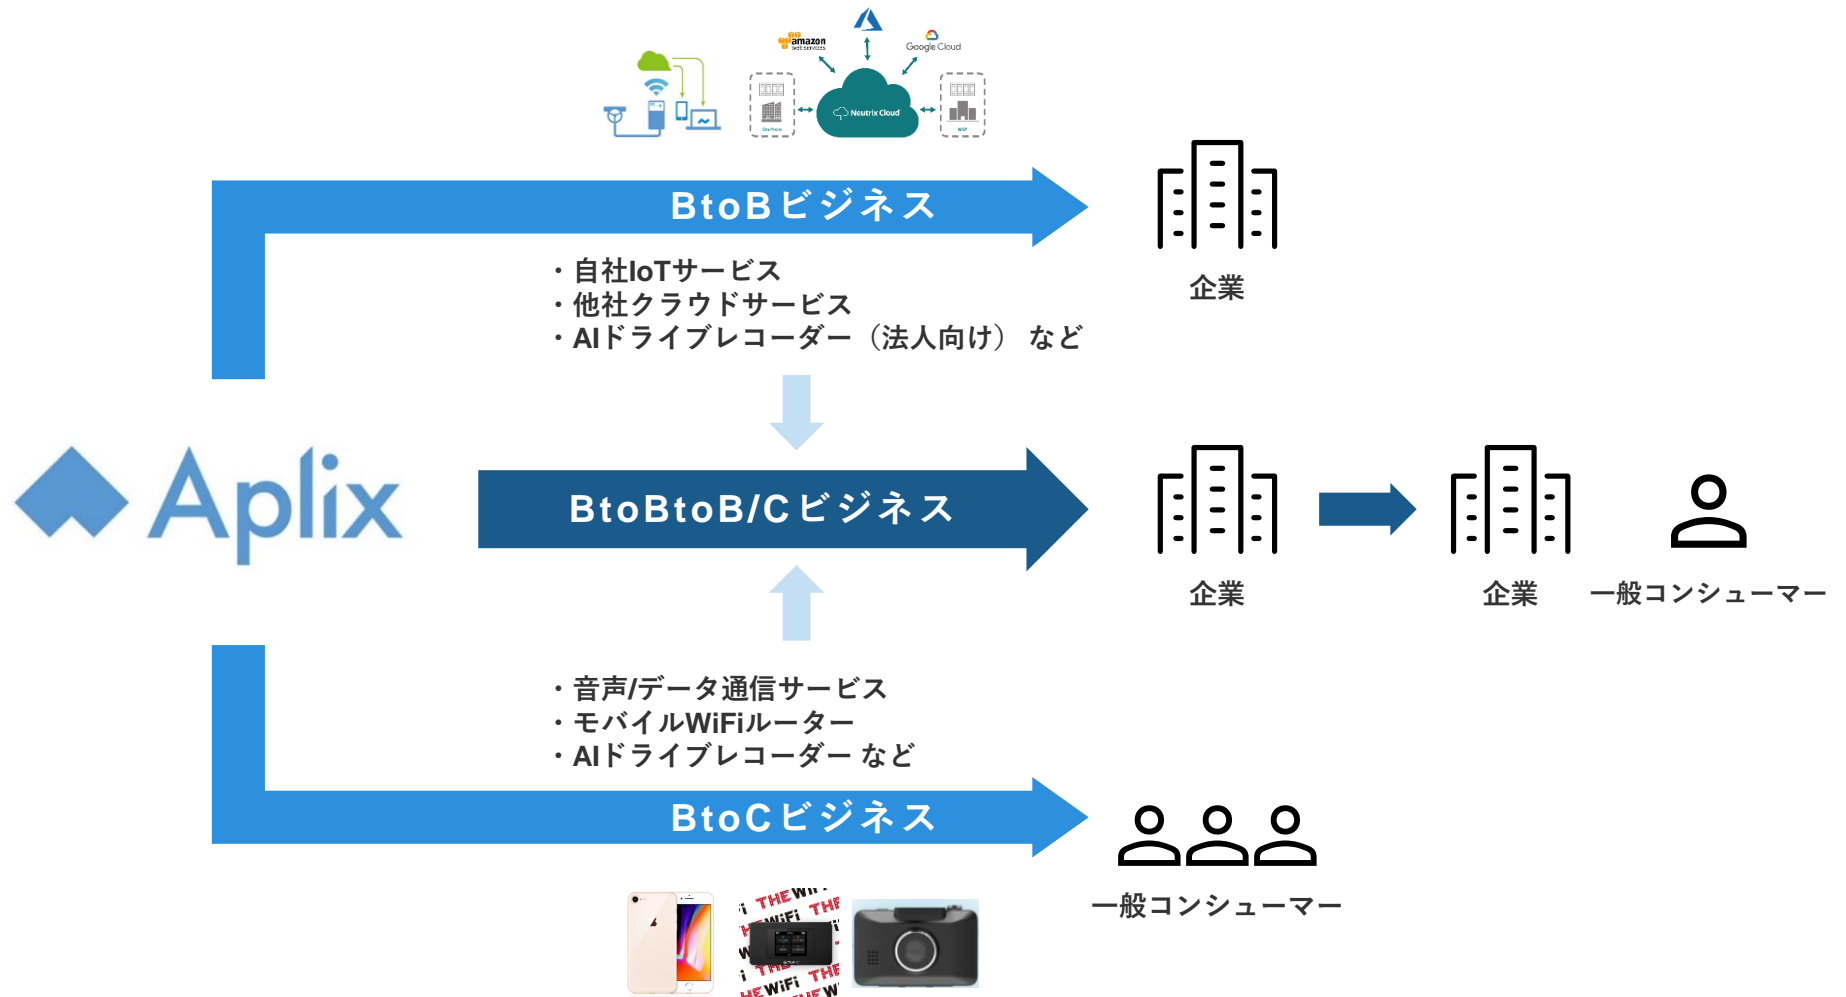 amazon
web services
Google Cloud
Neutrix Cloud
On-Prem
MSP
BtoBビジネス
・自社IoTサービス
・他社クラウドサービス
・AIドライブレコーダー（法人向け） など
企業
Aplix
BtoBtoB/Cビジネス
企業
企業
一般コンシューマー
・音声/データ通信サービス
・モバイルWiFiルーター
・AIドライブレコーダー など
BtoCビジネス
一般コンシューマー
THE WiFi